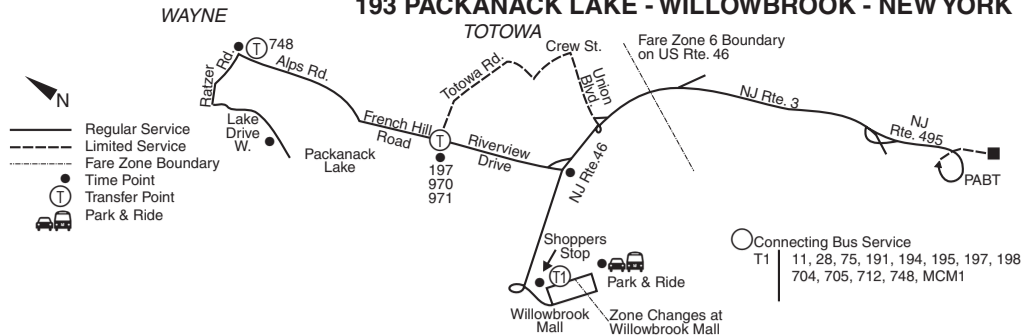 193 PACKANACK LAKE - WILLOWBROOK - NEW YORK
WAYNE
TOTOWA
T 748
Ratzer Rd.
Alps Rd.
Totowa Rd.
Crew St.
Union Blvd.
Fare Zone 6 Boundary
on US Rte. 46
NJ Rte. 3
NJ
Rte. 495
PABT
N
Lake
Drive
W.
Packanack
Lake
French Hill
Road
T
197
970
971
Riverview
Drive
NJ Rte.46
Regular Service
Limited Service
Fare Zone Boundary
Time Point
T Transfer Point
Park & Ride
Shoppers
Stop
T1
Park & Ride
Willowbrook
Mall
Zone Changes at
Willowbrook Mall
Connecting Bus Service
T1 11, 28, 75, 191, 194, 195, 197, 198
704, 705, 712, 748, MCM1